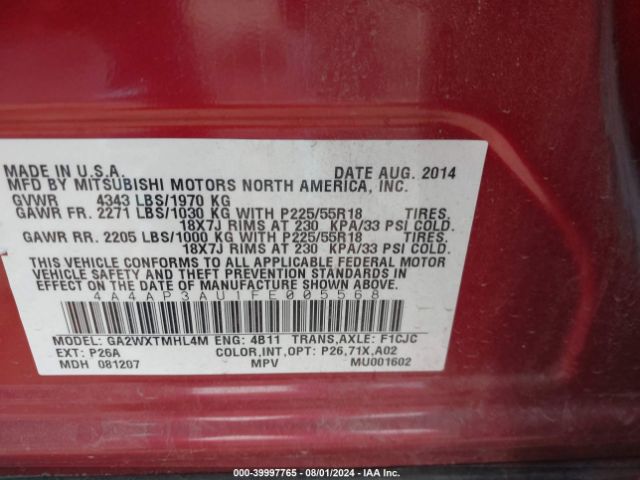 MADE IN U.S.A. DATE AUG. 2014
MFD BY MITSUBISHI MOTORS NORTH AMERICA, INC.
GVWR 4343 LBS/1970 KG
GAWR FR. 2271 LBS/1030 KG WITH P225/55R18 TIRES,
18X7J RIMS AT 230 KPA/33 PSI COLD.
GAWR RR. 2205 LBS/1000 KG WITH P225/55R18 TIRES,
18X7J RIMS AT 230 KPA/33 PSI COLD.
THIS VEHICLE CONFORMS TO ALL APPLICABLE FEDERAL MOTOR
VEHICLE SAFETY AND THEFT PREVENTION STANDARDS IN
EFFECT ON THE DATE OF MANUFACTURE SHOWN ABOVE.
4A4AP3AU1FE005568
MODEL: GA2WXTMHL4M ENG: 4B11 TRANS,AXLE: F1CJC
EXT: P26A COLOR,INT,OPT: P26,71X,A02
MDH 081207 MPV MU001602
000-39997765 - 08/01/2024 - IAA Inc.